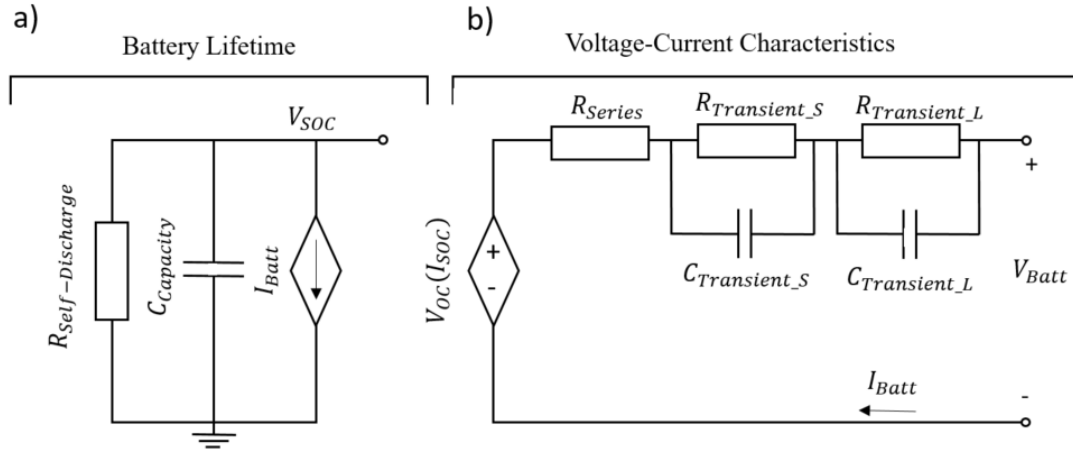 a)
Battery Lifetime
V_SOC
R_Self-Discharge
C_Capacity
I_Batt
b)
Voltage-Current Characteristics
R_Series
R_Transient_S
R_Transient_L
+
C_Transient_S
C_Transient_L
V_OC(I_SOC)
+
-
V_Batt
I_Batt
-